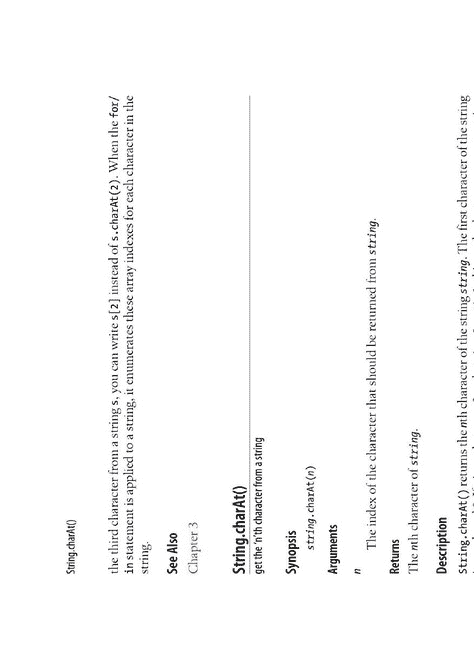 String.charAt()
the third character from a string s, you can write s[2] instead of s.charAt(2). When the for/
in statement is applied to a string, it enumerates these array indexes for each character in the
string.
See Also
Chapter 3
String.charAt()
get the 'n'th character from a string
Synopsis
string.charAt(n)
Arguments
n
The index of the character that should be returned from string.
Returns
The nth character of string.
Description
String.charAt() returns the nth character of the string string. The first character of the string